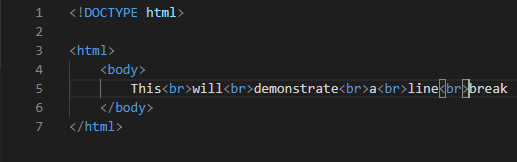 1 <!DOCTYPE html>
2
3 <html>
4     <body>
5         This<br>will<br>demonstrate<br>a<br>line<br>break
6     </body>
7 </html>